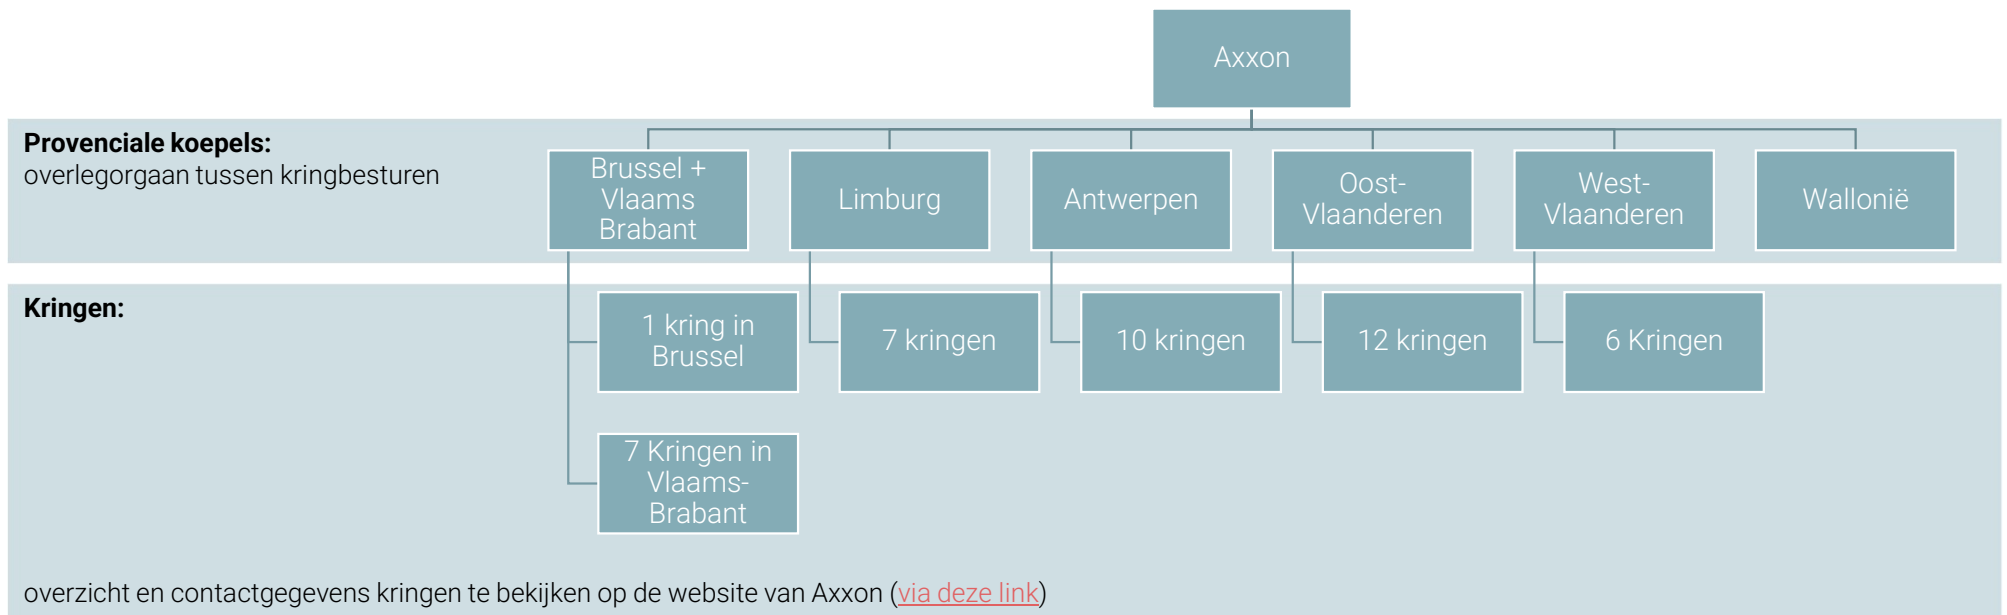 Axxon
Provenciale koepels:
overlegorgaan tussen kringbesturen
Brussel +
Vlaams
Brabant
Limburg
Antwerpen
Oost-
Vlaanderen
West-
Vlaanderen
Wallonië
Kringen:
1 kring in
Brussel
7 kringen
10 kringen
12 kringen
6 Kringen
7 Kringen in
Vlaams-
Brabant
overzicht en contactgegevens kringen te bekijken op de website van Axxon (via deze link)